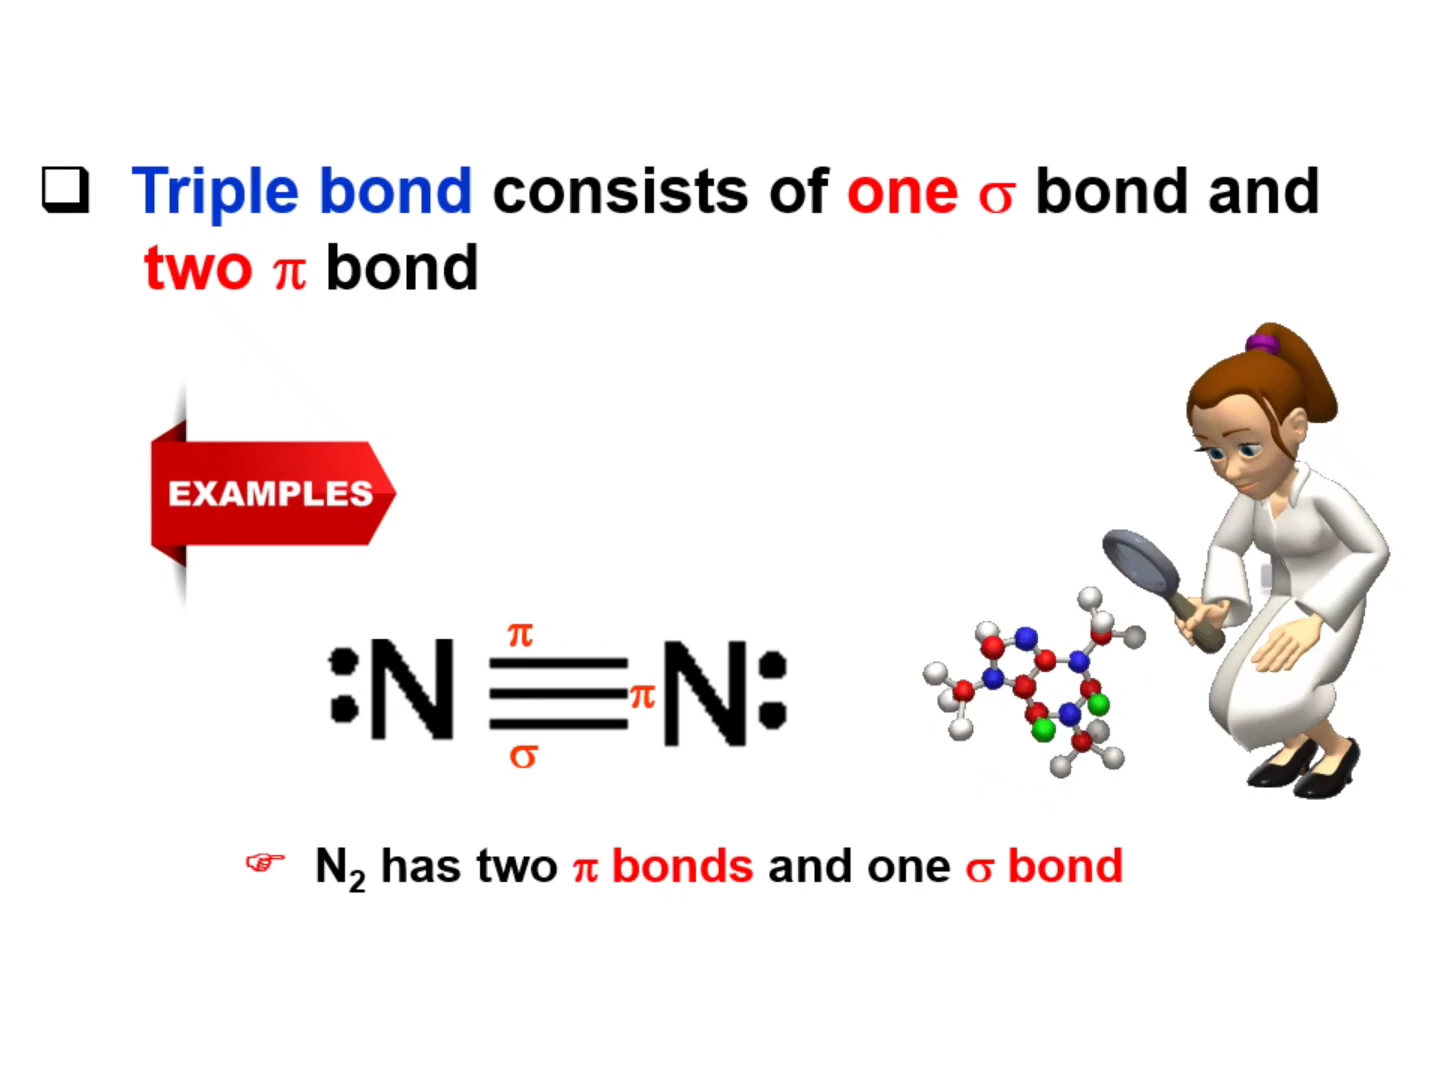 Triple bond consists of one σ bond and
two π bond
EXAMPLES
π
:N≡N:
π
σ
N₂ has two π bonds and one σ bond